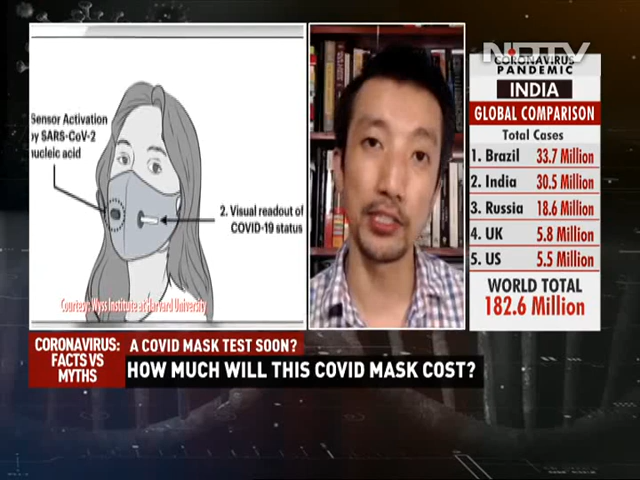 NDTV
CORONAVIRUS
PANDEMIC
INDIA
GLOBAL COMPARISON
Total Cases
1. Brazil 33.7 Million
2. India 30.5 Million
3. Russia 18.6 Million
4. UK 5.8 Million
5. US 5.5 Million
WORLD TOTAL
182.6 Million
Sensor Activation
by SARS-CoV-2
nucleic acid
2. Visual readout of
COVID-19 status
Courtesy: Wyss Institute at Harvard University
CORONAVIRUS:
FACTS VS
MYTHS
A COVID MASK TEST SOON?
HOW MUCH WILL THIS COVID MASK COST?